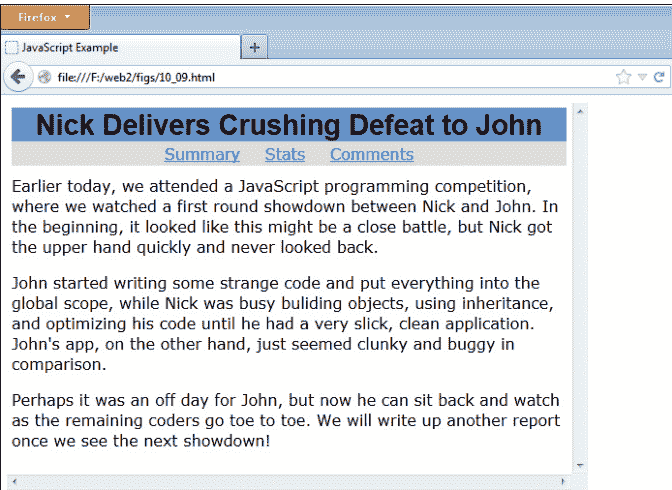 Firefox
JavaScript Example
file:///F:/web2/figs/10_09.html
Nick Delivers Crushing Defeat to John
Summary Stats Comments
Earlier today, we attended a JavaScript programming competition,
where we watched a first round showdown between Nick and John. In
the beginning, it looked like this might be a close battle, but Nick got
the upper hand quickly and never looked back.
John started writing some strange code and put everything into the
global scope, while Nick was busy buliding objects, using inheritance,
and optimizing his code until he had a very slick, clean application.
John's app, on the other hand, just seemed clunky and buggy in
comparison.
Perhaps it was an off day for John, but now he can sit back and watch
as the remaining coders go toe to toe. We will write up another report
once we see the next showdown!